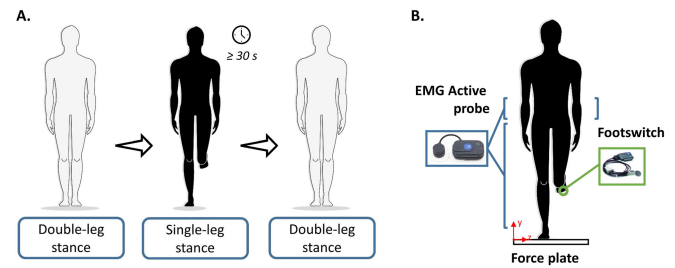 A.
≥ 30 s
Double-leg
stance
Single-leg
stance
Double-leg
stance
B.
EMG Active
probe
Footswitch
y
z
Force plate